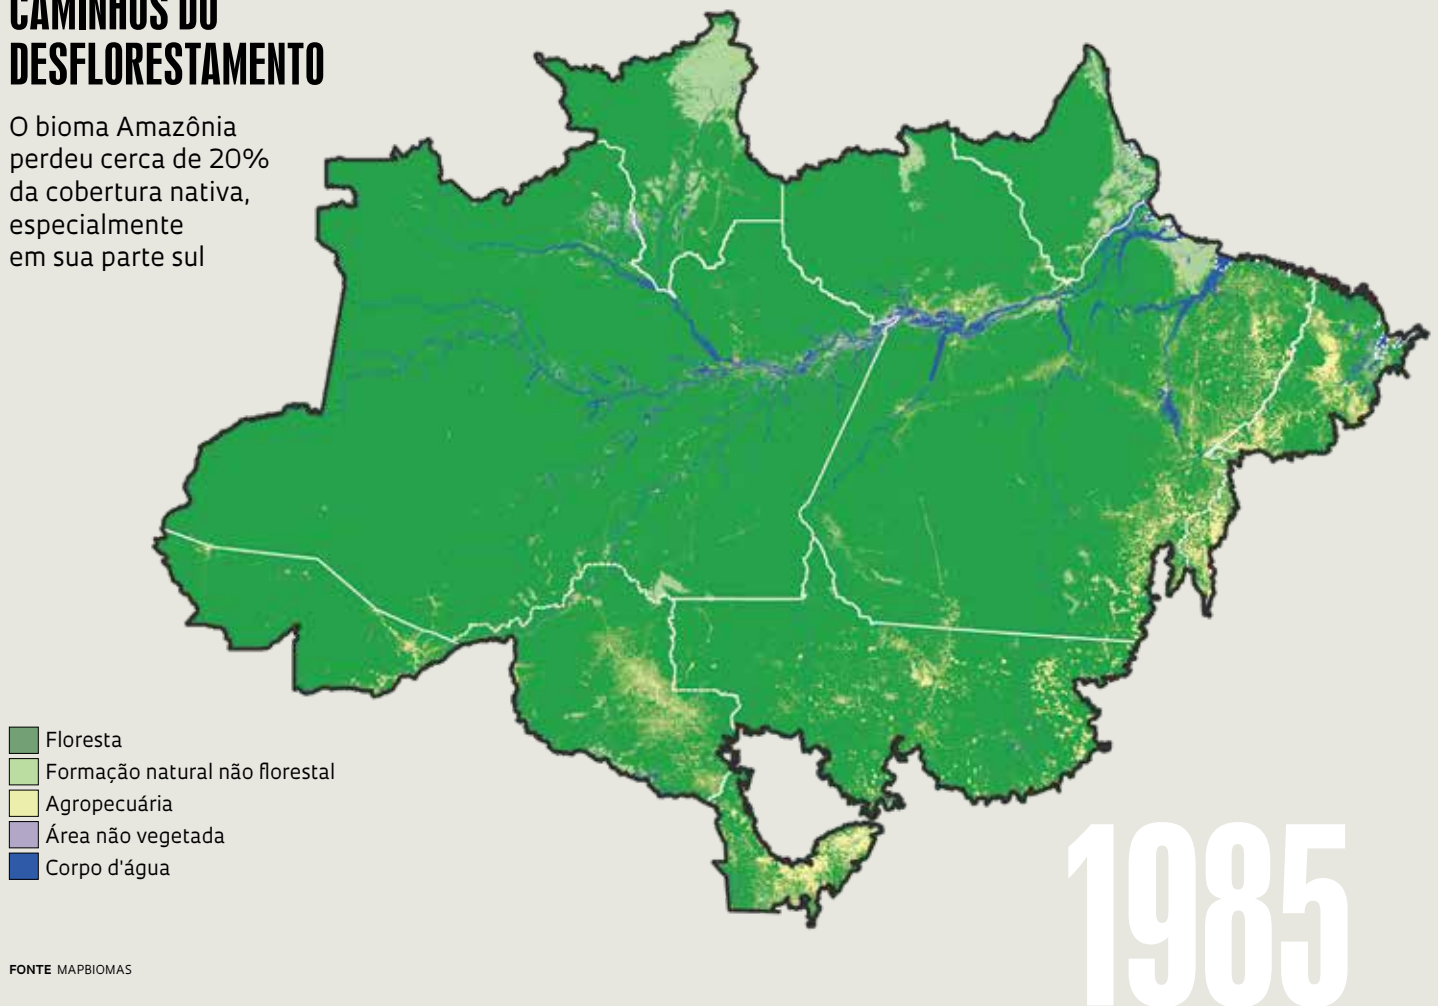 CAMINHOS DO
DESFLORESTAMENTO
O bioma Amazônia
perdeu cerca de 20%
da cobertura nativa,
especialmente
em sua parte sul
Floresta
Formação natural não florestal
Agropecuária
Área não vegetada
Corpo d'água
1985
FONTE MAPBIOMAS